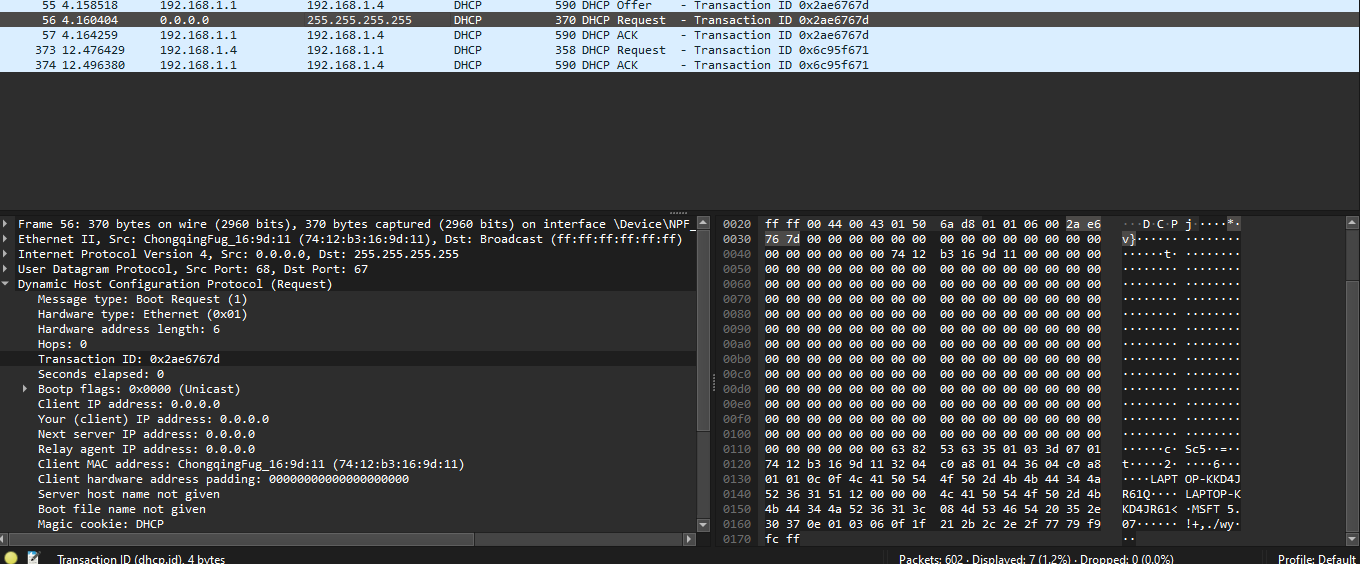 55 4.158518 192.168.1.1 192.168.1.4 DHCP 590 DHCP Offer - Transaction ID 0x2ae6767d
56 4.160404 0.0.0.0 255.255.255.255 DHCP 370 DHCP Request - Transaction ID 0x2ae6767d
57 4.164259 192.168.1.1 192.168.1.4 DHCP 590 DHCP ACK - Transaction ID 0x2ae6767d
373 12.476429 192.168.1.4 192.168.1.1 DHCP 358 DHCP Request - Transaction ID 0x6c95f671
374 12.496380 192.168.1.1 192.168.1.4 DHCP 590 DHCP ACK - Transaction ID 0x6c95f671
Frame 56: 370 bytes on wire (2960 bits), 370 bytes captured (2960 bits) on interface \Device\NPF_
Ethernet II, Src: ChongqingFug_16:9d:11 (74:12:b3:16:9d:11), Dst: Broadcast (ff:ff:ff:ff:ff:ff)
Internet Protocol Version 4, Src: 0.0.0.0, Dst: 255.255.255.255
User Datagram Protocol, Src Port: 68, Dst Port: 67
Dynamic Host Configuration Protocol (Request)
Message type: Boot Request (1)
Hardware type: Ethernet (0x01)
Hardware address length: 6
Hops: 0
Transaction ID: 0x2ae6767d
Seconds elapsed: 0
Bootp flags: 0x0000 (Unicast)
Client IP address: 0.0.0.0
Your (client) IP address: 0.0.0.0
Next server IP address: 0.0.0.0
Relay agent IP address: 0.0.0.0
Client MAC address: ChongqingFug_16:9d:11 (74:12:b3:16:9d:11)
Client hardware address padding: 00000000000000000000
Server host name not given
Boot file name not given
Magic cookie: DHCP
0020 ff ff 00 44 00 43 01 50 6a d8 01 01 06 00 2a e6 ···D·C·P j·····*·
0030 76 7d 00 00 00 00 00 00 00 00 00 00 00 00 00 00 v}······ ········
0040 00 00 00 00 00 00 74 12 b3 16 9d 11 00 00 00 00 ······t· ········
0050 00 00 00 00 00 00 00 00 00 00 00 00 00 00 00 00 ········ ········
0060 00 00 00 00 00 00 00 00 00 00 00 00 00 00 00 00 ········ ········
0070 00 00 00 00 00 00 00 00 00 00 00 00 00 00 00 00 ········ ········
0080 00 00 00 00 00 00 00 00 00 00 00 00 00 00 00 00 ········ ········
0090 00 00 00 00 00 00 00 00 00 00 00 00 00 00 00 00 ········ ········
00a0 00 00 00 00 00 00 00 00 00 00 00 00 00 00 00 00 ········ ········
00b0 00 00 00 00 00 00 00 00 00 00 00 00 00 00 00 00 ········ ········
00c0 00 00 00 00 00 00 00 00 00 00 00 00 00 00 00 00 ········ ········
00d0 00 00 00 00 00 00 00 00 00 00 00 00 00 00 00 00 ········ ········
00e0 00 00 00 00 00 00 00 00 00 00 00 00 00 00 00 00 ········ ········
00f0 00 00 00 00 00 00 00 00 00 00 00 00 00 00 00 00 ········ ········
0100 00 00 00 00 00 00 00 00 00 00 00 00 00 00 00 00 ········ ········
0110 00 00 00 00 00 00 63 82 53 63 35 01 03 3d 07 01 ······c· Sc5··=··
0120 74 12 b3 16 9d 11 32 04 c0 a8 01 04 36 04 c0 a8 t·····2· ····6···
0130 01 01 0c 0f 4c 41 50 54 4f 50 2d 4b 4b 44 34 4a ····LAPT OP-KKD4J
0140 52 36 31 51 12 00 00 00 4c 41 50 54 4f 50 2d 4b R61Q···· LAPTOP-K
0150 4b 44 34 4a 52 36 31 3c 08 4d 53 46 54 20 35 2e KD4JR61< ·MSFT 5.
0160 30 37 0e 01 03 06 0f 1f 21 2b 2c 2e 2f 77 79 f9 07······ !+,./wy·
0170 fc ff ··
Transaction ID (dhcp.id), 4 bytes Packets: 602 · Displayed: 7 (1.2%) · Dropped: 0 (0.0%) Profile: Default